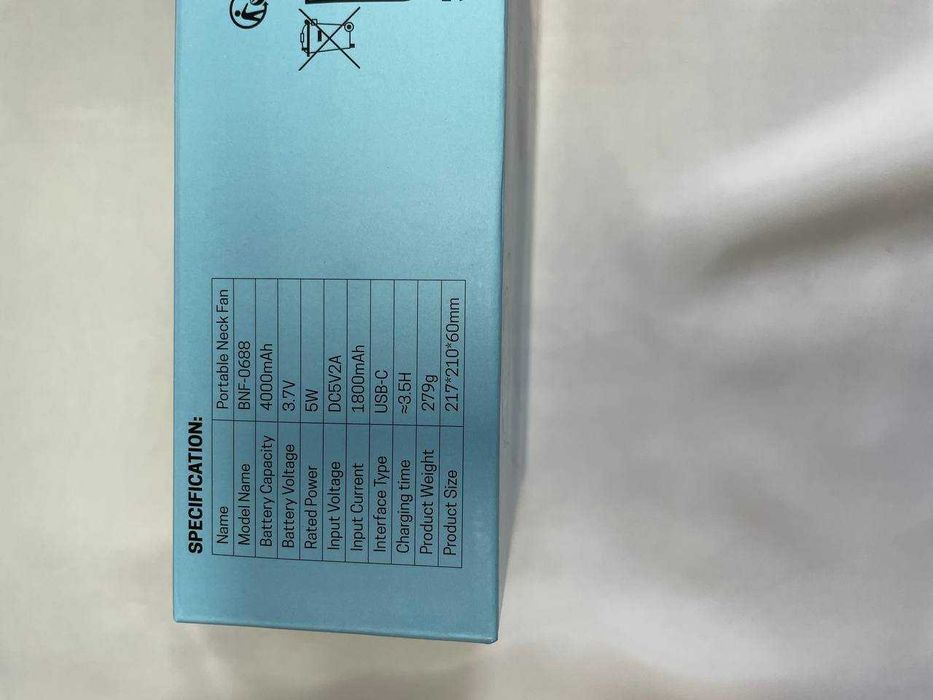 SPECIFICATION:
Name Portable Neck Fan
Model Name BNF-0688
Battery Capacity 4000mAh
Battery Voltage 3.7V
Rated Power 5W
Input Voltage DC5V2A
Input Current 1800mAh
Interface Type USB-C
Charging time ≈3.5H
Product Weight 279g
Product Size 217*210*60mm